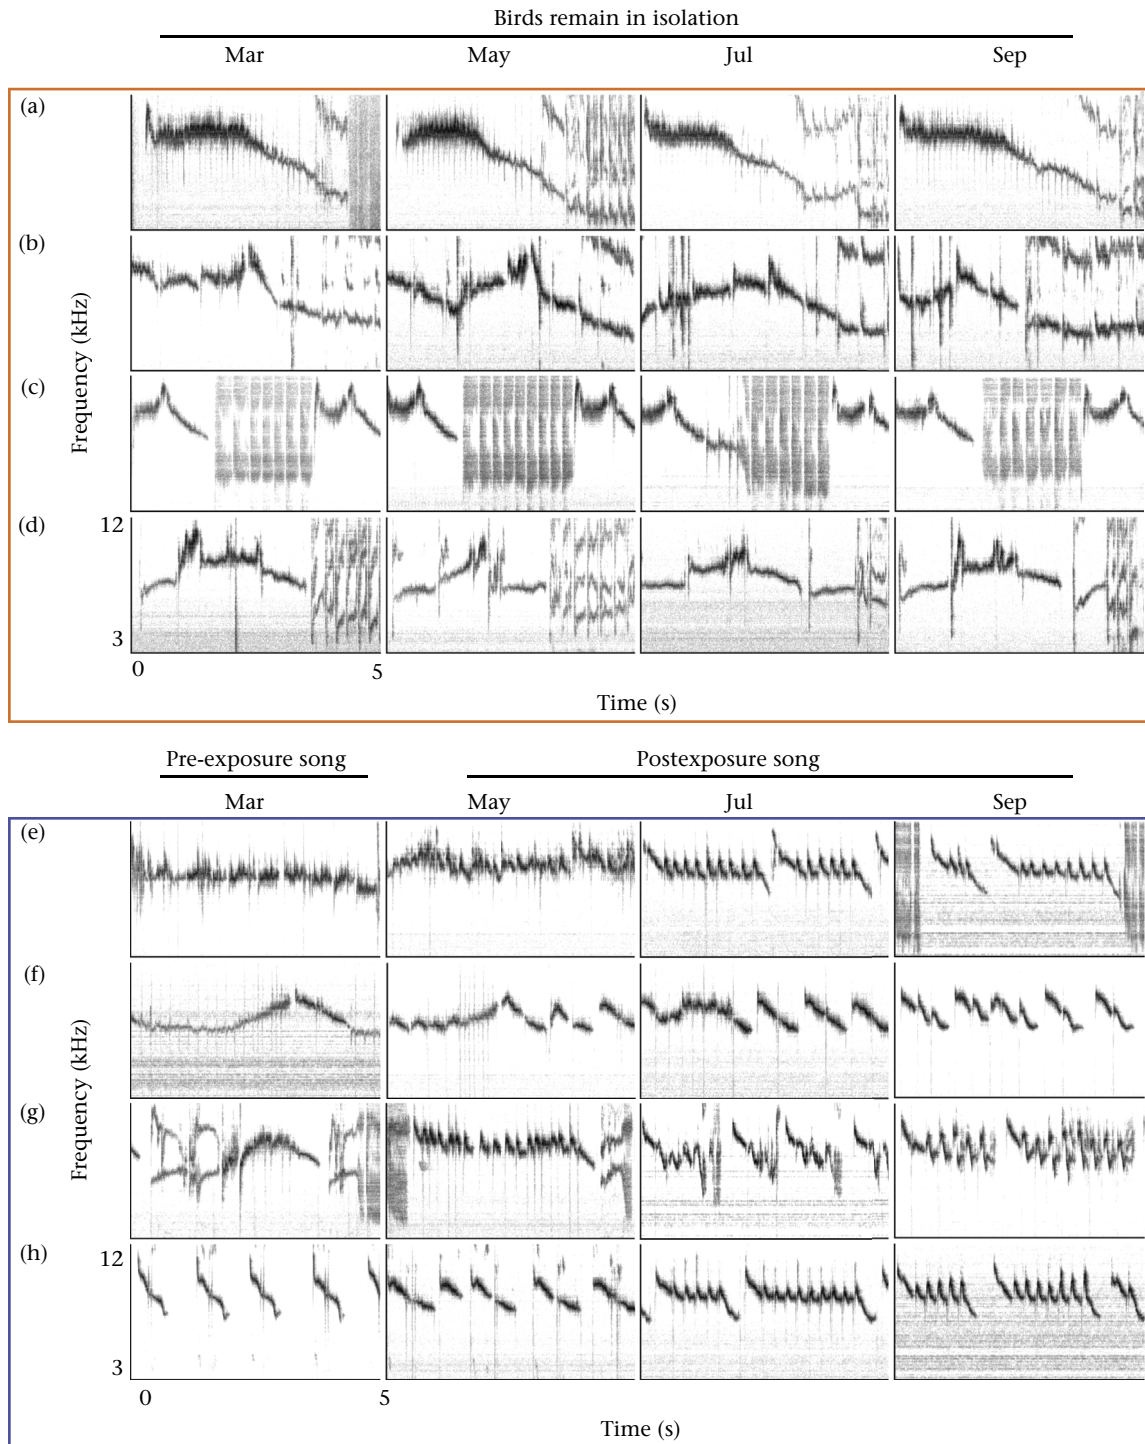 Birds remain in isolation
Mar May Jul Sep
(a)
(b)
(c)
(d)
Frequency (kHz)
12
3
0 5
Time (s)
Pre-exposure song Postexposure song
Mar May Jul Sep
(e)
(f)
(g)
(h)
Frequency (kHz)
12
3
0 5
Time (s)